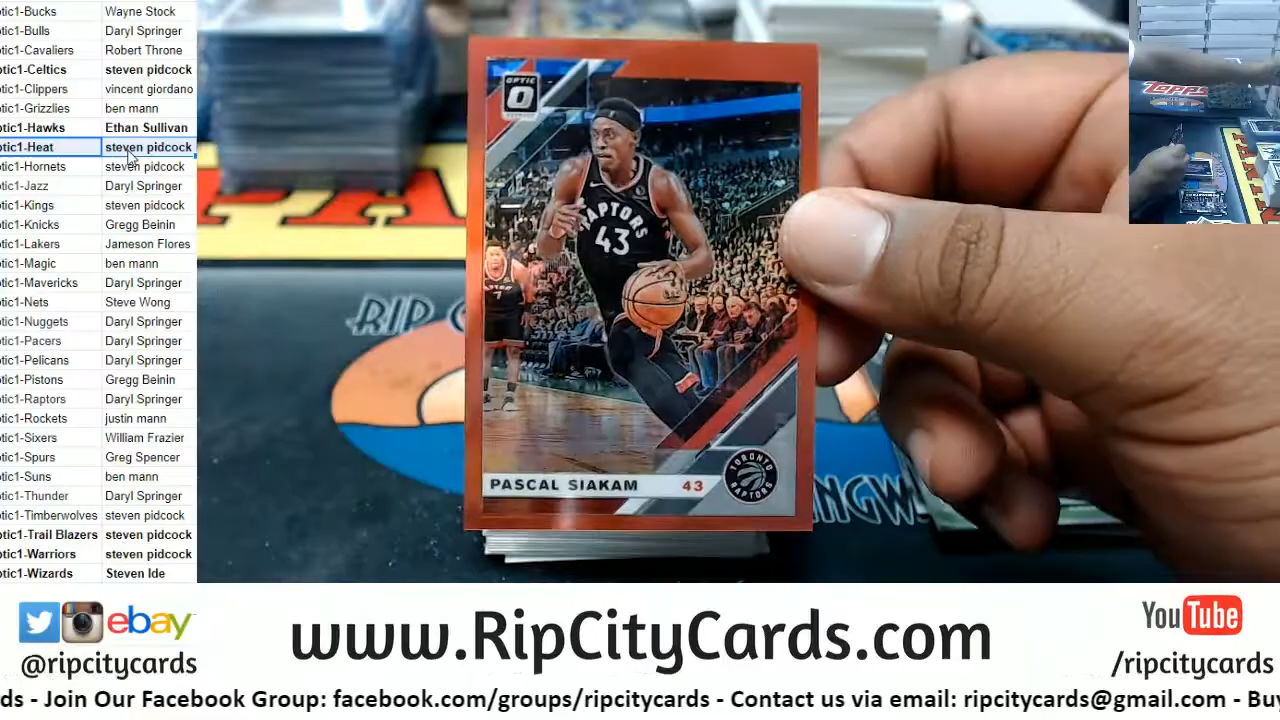 ptic1-Bucks Wayne Stock
ptic1-Bulls Daryl Springer
ptic1-Cavaliers Robert Throne
ptic1-Celtics steven pidcock
ptic1-Clippers vincent giordano
ptic1-Grizzlies ben mann
ptic1-Hawks Ethan Sullivan
ptic1-Heat steven pidcock
ptic1-Hornets steven pidcock
ptic1-Jazz Daryl Springer
ptic1-Kings steven pidcock
ptic1-Knicks Gregg Beinin
ptic1-Lakers Jameson Flores
ptic1-Magic ben mann
ptic1-Mavericks Daryl Springer
ptic1-Nets Steve Wong
ptic1-Nuggets Daryl Springer
ptic1-Pacers Daryl Springer
ptic1-Pelicans Daryl Springer
ptic1-Pistons Gregg Beinin
ptic1-Raptors Daryl Springer
ptic1-Rockets justin mann
ptic1-Sixers William Frazier
ptic1-Spurs Greg Spencer
ptic1-Suns ben mann
ptic1-Thunder Daryl Springer
ptic1-Timberwolves steven pidcock
ptic1-Trail Blazers steven pidcock
ptic1-Warriors steven pidcock
ptic1-Wizards Steven Ide
OPTIC
RAPTORS
43
7
PASCAL SIAKAM 43
TORONTO
RAPTORS
RIP
TOPPS
ebay
@ripcitycards
www.RipCityCards.com
YouTube
/ripcitycards
ds - Join Our Facebook Group: facebook.com/groups/ripcitycards - Contact us via email: ripcitycards@gmail.com - Bu